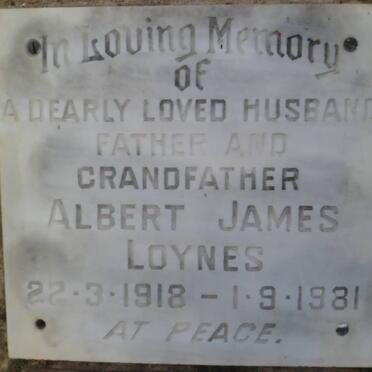 In Loving Memory
OF
A DEARLY LOVED HUSBAND
FATHER AND
GRANDFATHER
ALBERT JAMES
LOYNES
22·3·1918 – 1·9·1981
AT PEACE.